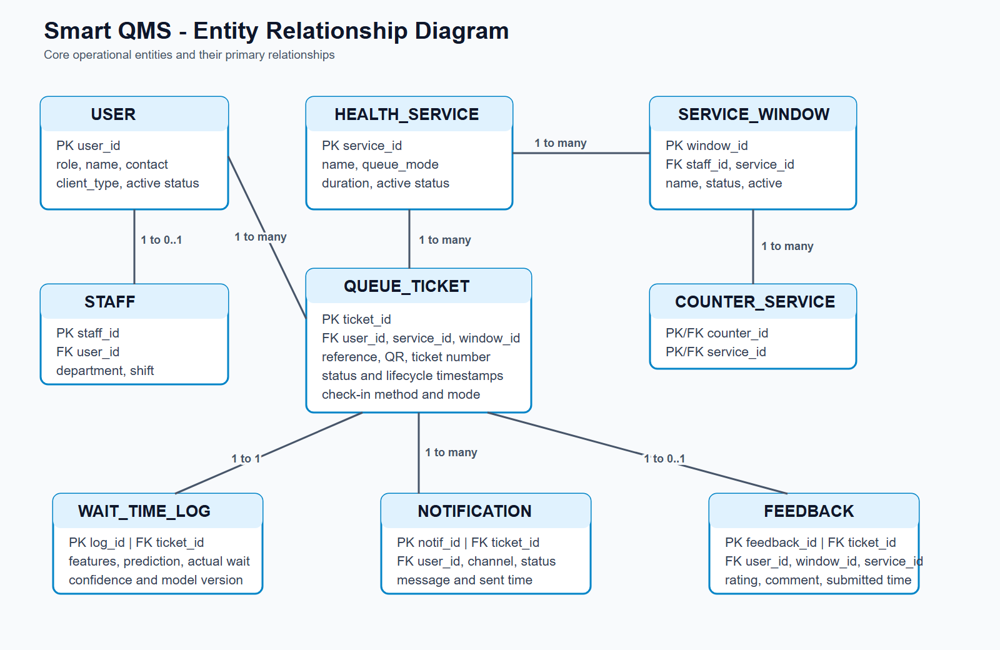 Smart QMS - Entity Relationship Diagram
Core operational entities and their primary relationships
USER
PK user_id
role, name, contact
client_type, active status
HEALTH_SERVICE
PK service_id
name, queue_mode
duration, active status
1 to many
SERVICE_WINDOW
PK window_id
FK staff_id, service_id
name, status, active
1 to 0..1
1 to many
1 to many
1 to many
STAFF
PK staff_id
FK user_id
department, shift
QUEUE_TICKET
PK ticket_id
FK user_id, service_id, window_id
reference, QR, ticket number
status and lifecycle timestamps
check-in method and mode
COUNTER_SERVICE
PK/FK counter_id
PK/FK service_id
1 to 1
1 to many
1 to 0..1
WAIT_TIME_LOG
PK log_id | FK ticket_id
features, prediction, actual wait
confidence and model version
NOTIFICATION
PK notif_id | FK ticket_id
FK user_id, channel, status
message and sent time
FEEDBACK
PK feedback_id | FK ticket_id
FK user_id, window_id, service_id
rating, comment, submitted time